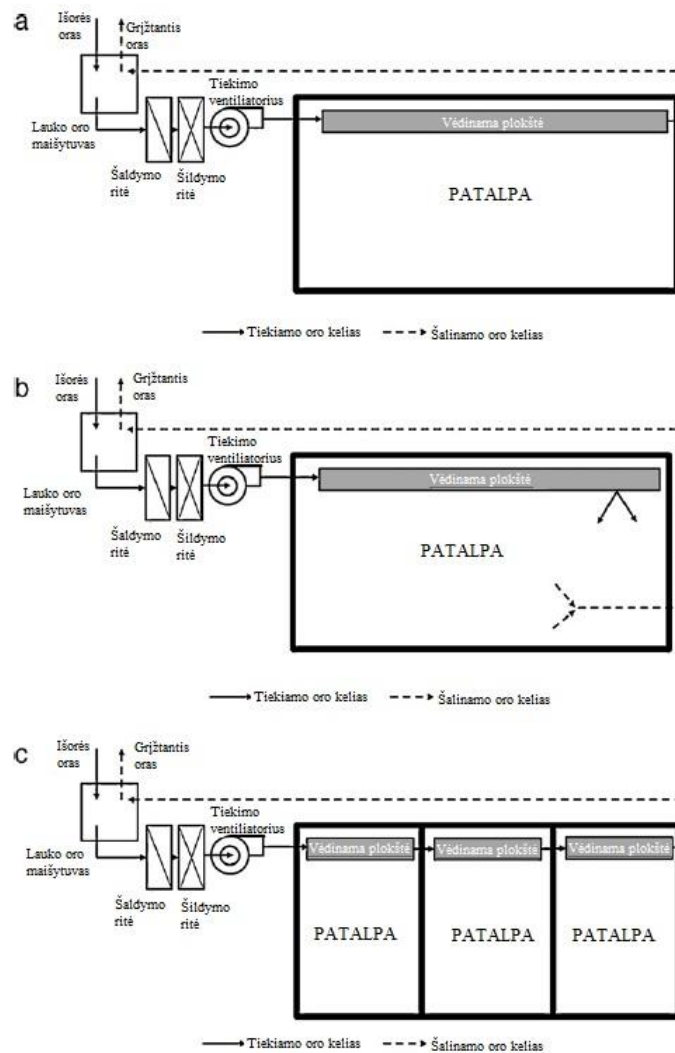 a
Išorės
oras
Grįžtantis
oras
Tiekimo
ventiliatorius
Lauko oro
maišytuvas
Šaldymo
ritė
Šildymo
ritė
Vėdinama plokštė
PATALPA
Tiekiamo oro kelias
Šalinamo oro kelias
b
Išorės
oras
Grįžtantis
oras
Tiekimo
ventiliatorius
Lauko oro
maišytuvas
Šaldymo
ritė
Šildymo
ritė
Vėdinama plokštė
PATALPA
Tiekiamo oro kelias
Šalinamo oro kelias
c
Išorės
oras
Grįžtantis
oras
Tiekimo
ventiliatorius
Lauko oro
maišytuvas
Šaldymo
ritė
Šildymo
ritė
Vėdinama plokštė
Vėdinama plokštė
Vėdinama plokštė
PATALPA
PATALPA
PATALPA
Tiekiamo oro kelias
Šalinamo oro kelias